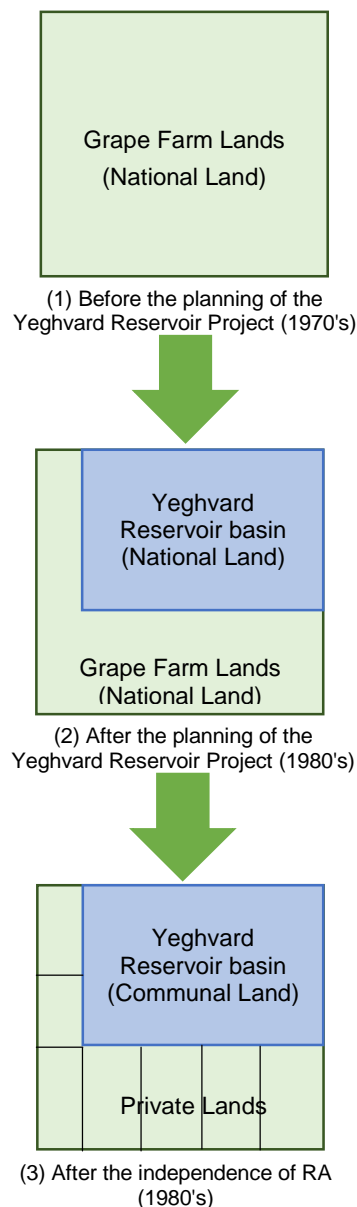 Grape Farm Lands
(National Land)
(1) Before the planning of the
Yeghvard Reservoir Project (1970's)
Yeghvard
Reservoir basin
(National Land)
Grape Farm Lands
(National Land)
(2) After the planning of the
Yeghvard Reservoir Project (1980's)
Yeghvard
Reservoir basin
(Communal Land)
Private Lands
(3) After the independence of RA
(1980's)